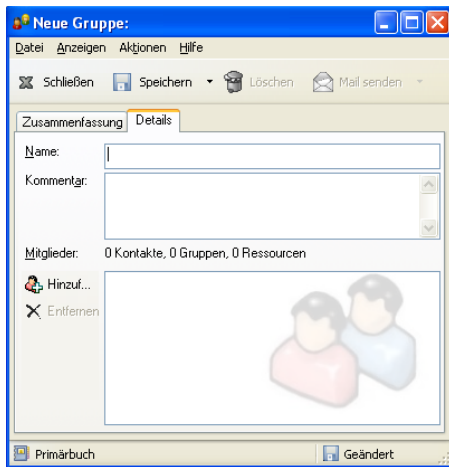 Neue Gruppe:
Datei Anzeigen Aktionen Hilfe
Schließen Speichern Löschen Mail senden
Zusammenfassung Details
Name:
Kommentar:
Mitglieder: 0 Kontakte, 0 Gruppen, 0 Ressourcen
Hinzuf...
Entfernen
Primärbuch Geändert